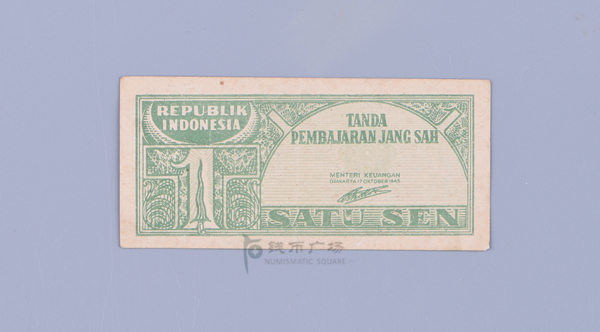 REPUBLIK
INDONESIA
1
TANDA
PEMBAJARAN JANG SAH
MENTERI KEUANGAN
DJAKARTA 17 OKTOBER 1945
SATU SEN
钱币广场
NUMISMATIC SQUARE